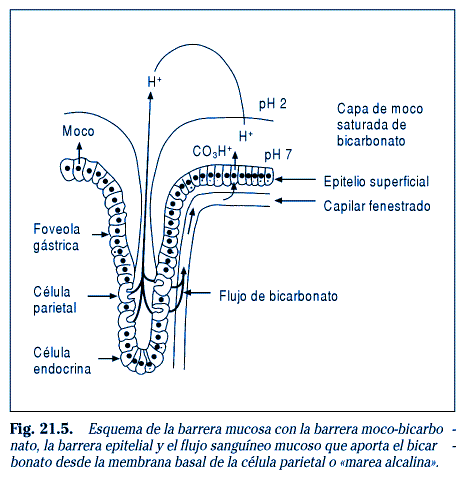 H⁺
pH 2
Capa de moco
saturada de
bicarbonato
Moco
H⁺
CO₃H⁺
pH 7
Epitelio superficial
Capilar fenestrado
Foveola
gástrica
Célula
parietal
Flujo de bicarbonato
Célula
endocrina
Fig. 21.5. Esquema de la barrera mucosa con la barrera moco-bicarbo -
nato, la barrera epitelial y el flujo sanguíneo mucoso que aporta el bicar -
bonato desde la membrana basal de la célula parietal o «marea alcalina».